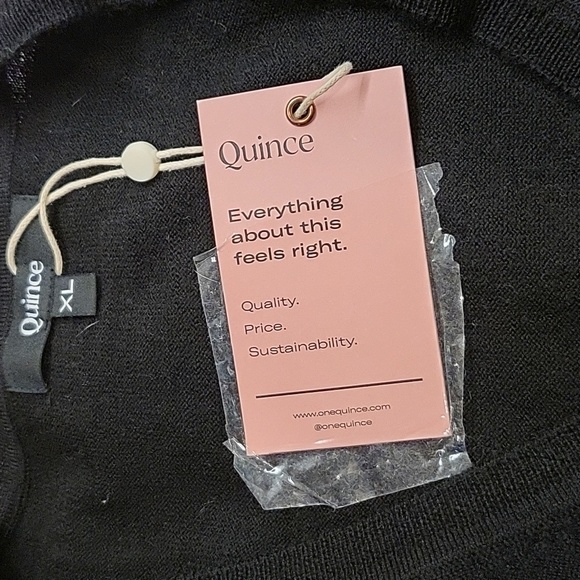 Quince
Everything
about this
feels right.
Quality.
Price.
Sustainability.
www.onequince.com
@onequince
Quince
XL